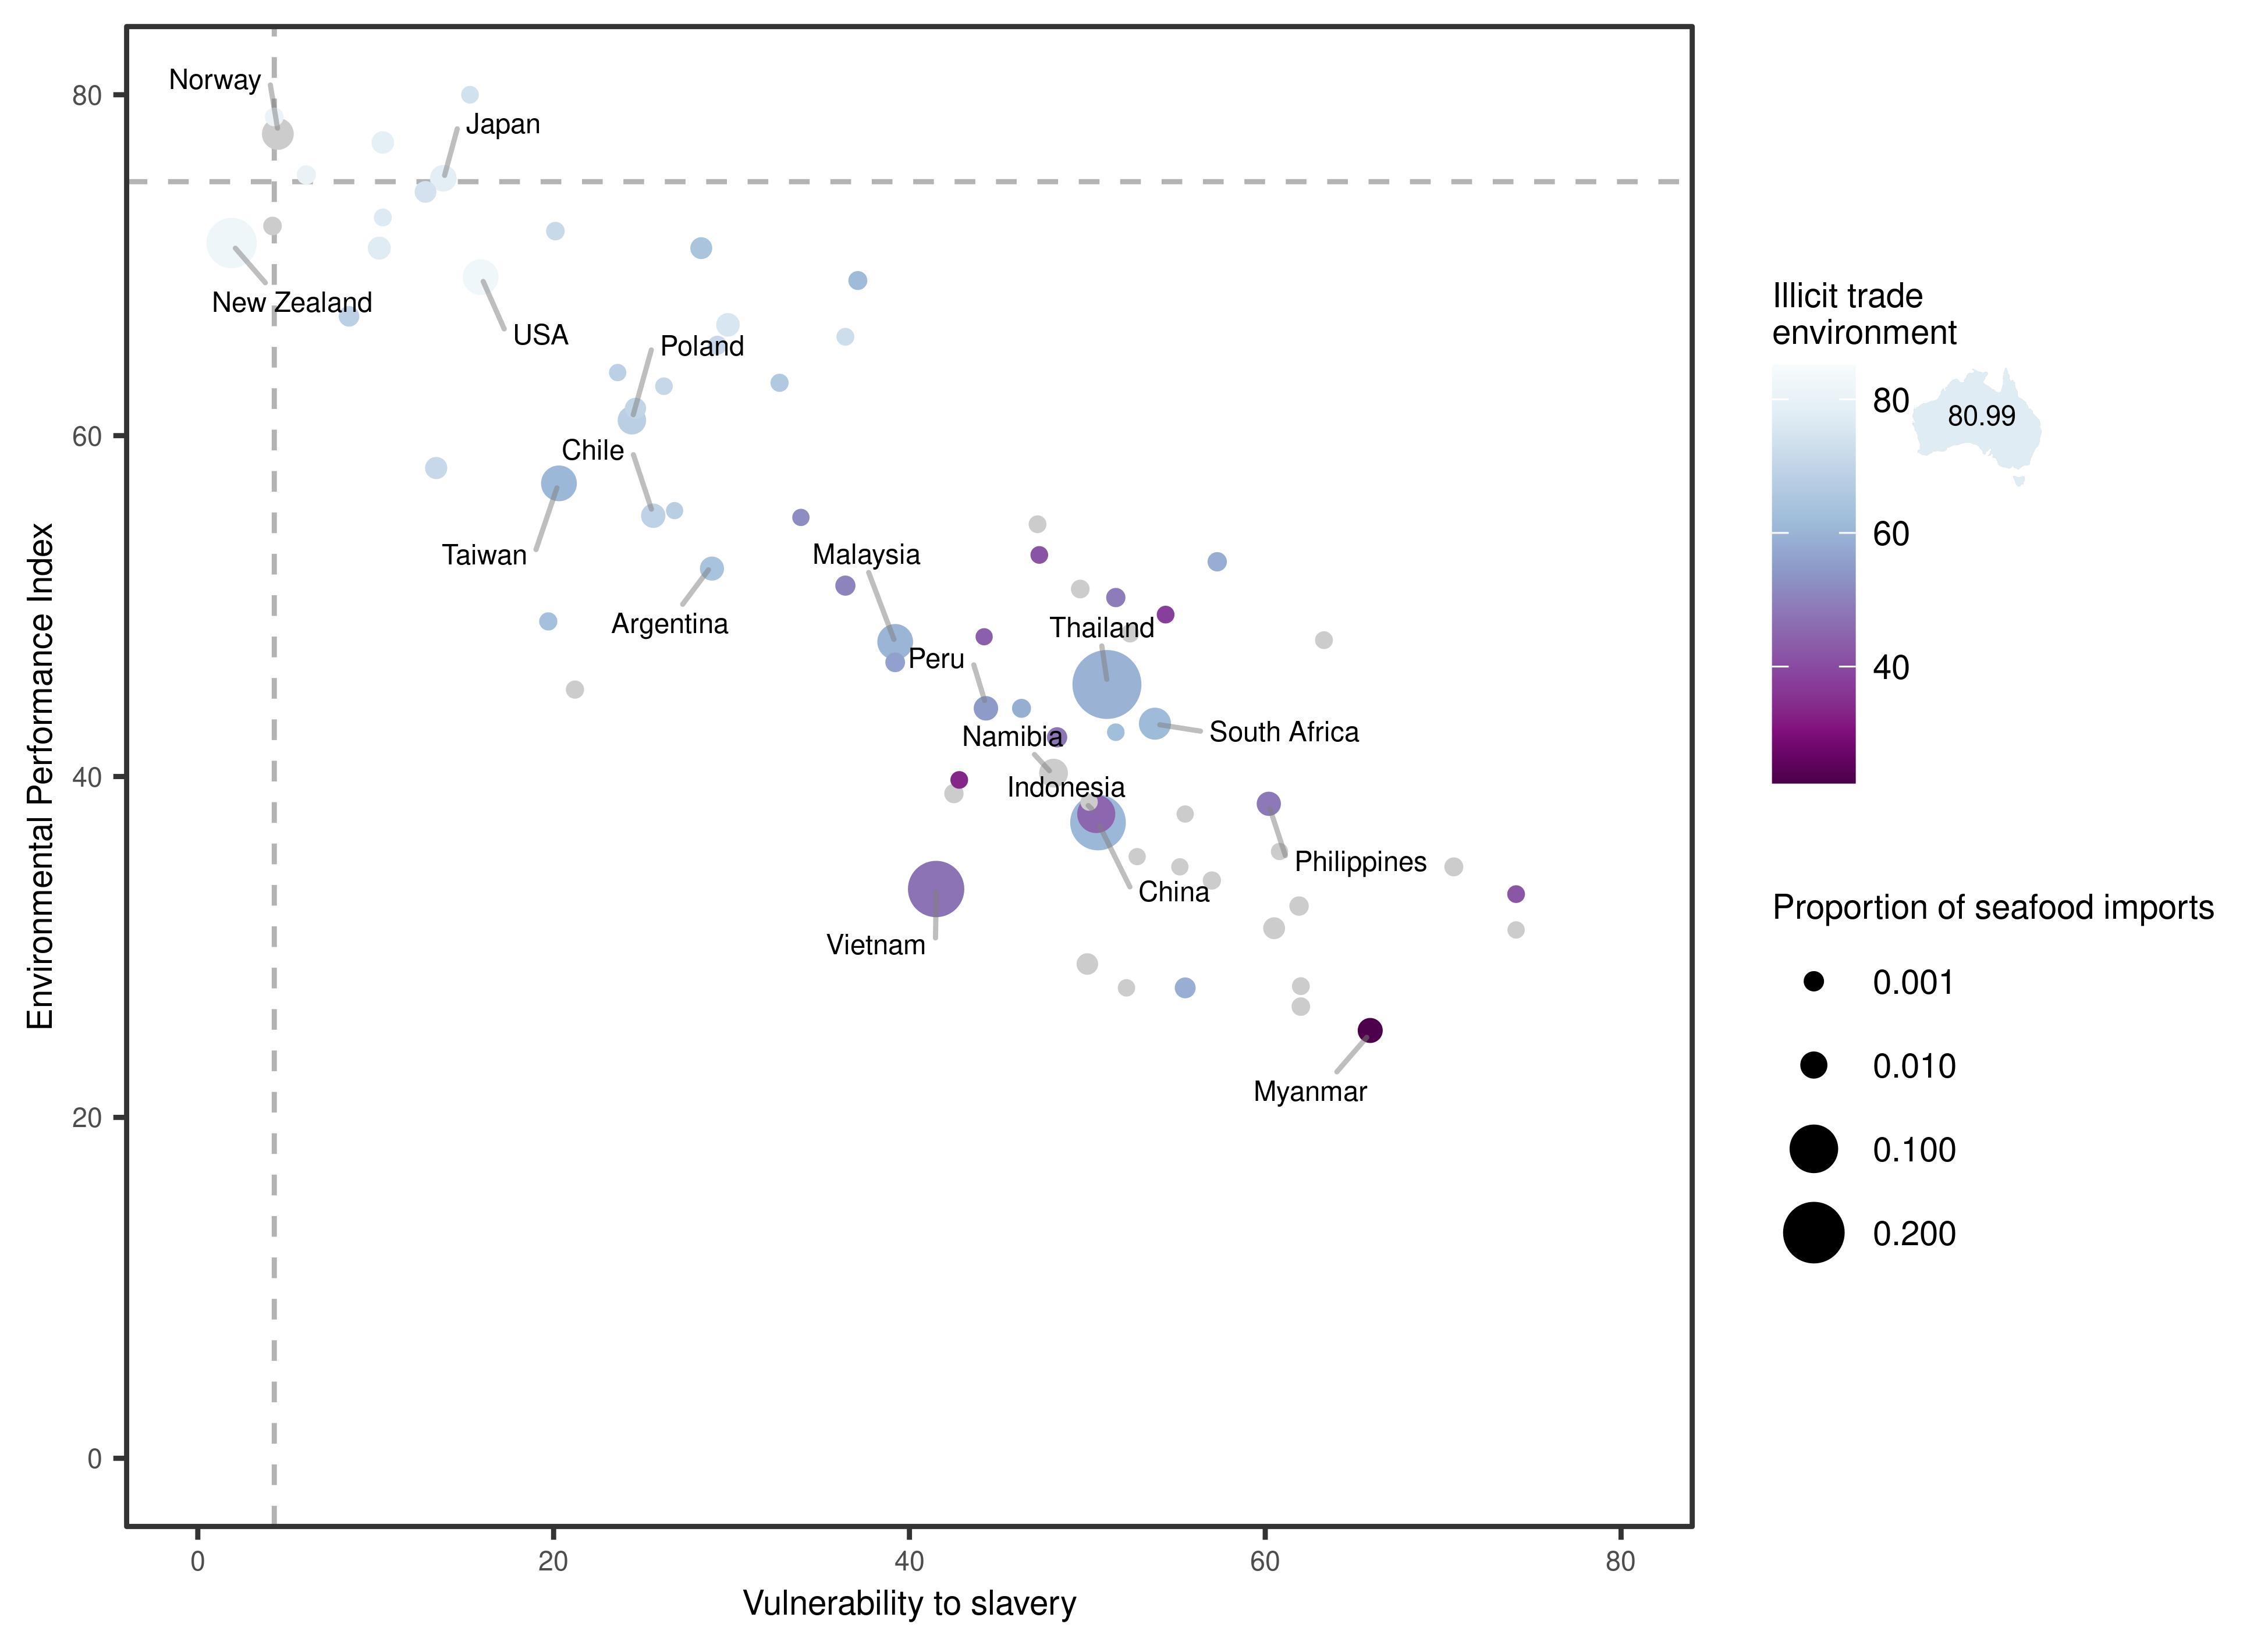 Norway
80
Japan
New Zealand
USA
Poland
60
Chile
Taiwan
Malaysia
Argentina
Thailand
Peru
Namibia
South Africa
40
Indonesia
Philippines
China
Vietnam
20
Myanmar
0
0
20
40
60
80
Environmental Performance Index
Vulnerability to slavery
Illicit trade
environment
80
80.99
60
40
Proportion of seafood imports
0.001
0.010
0.100
0.200